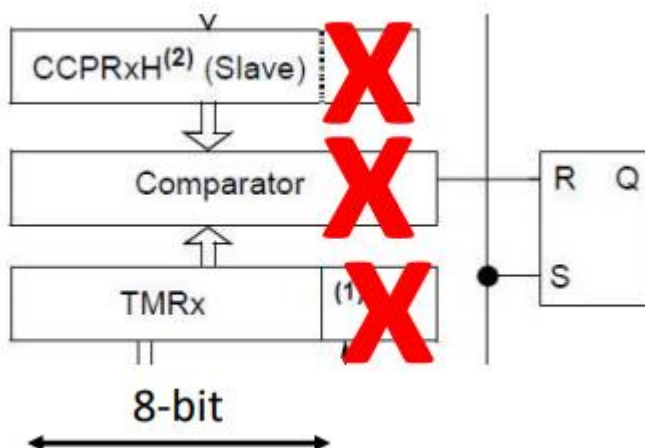 CCPRxH(2) (Slave)
Comparator
R Q
S
TMRx
(1)
8-bit